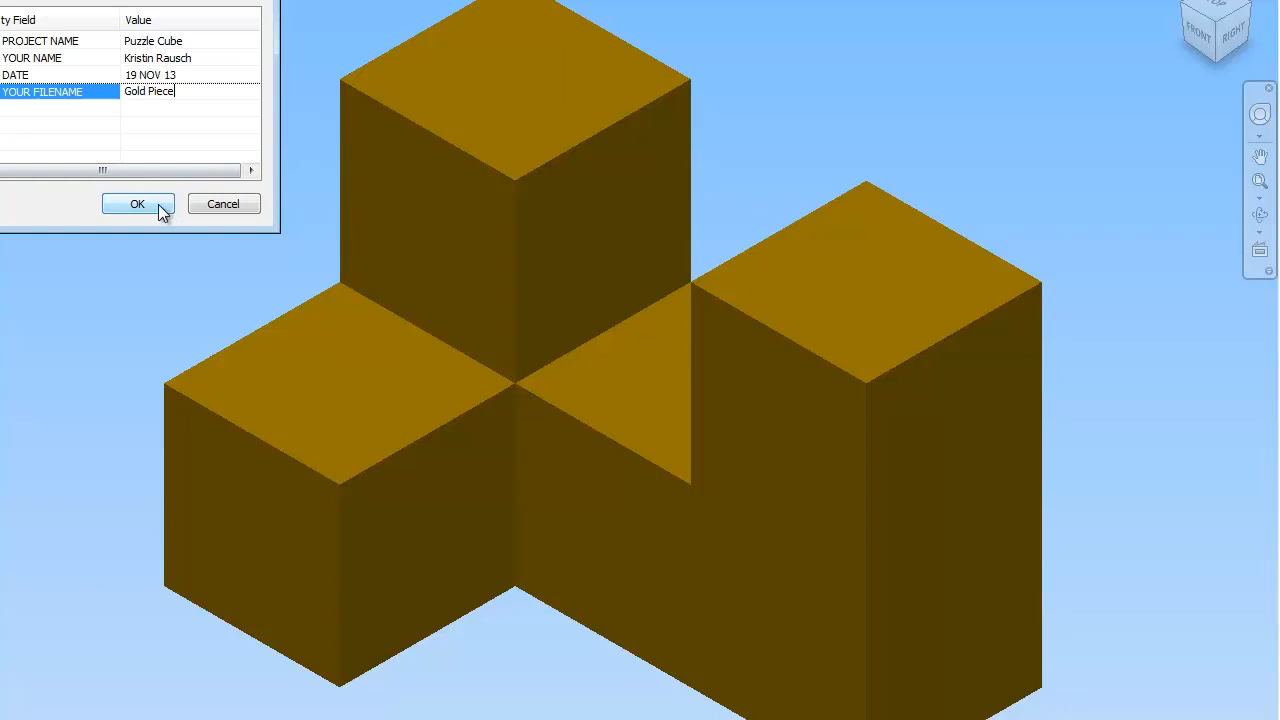 ty Field Value
PROJECT NAME Puzzle Cube
YOUR NAME Kristin Rausch
DATE 19 NOV 13
YOUR FILENAME Gold Piece
OK Cancel
FRONT RIGHT